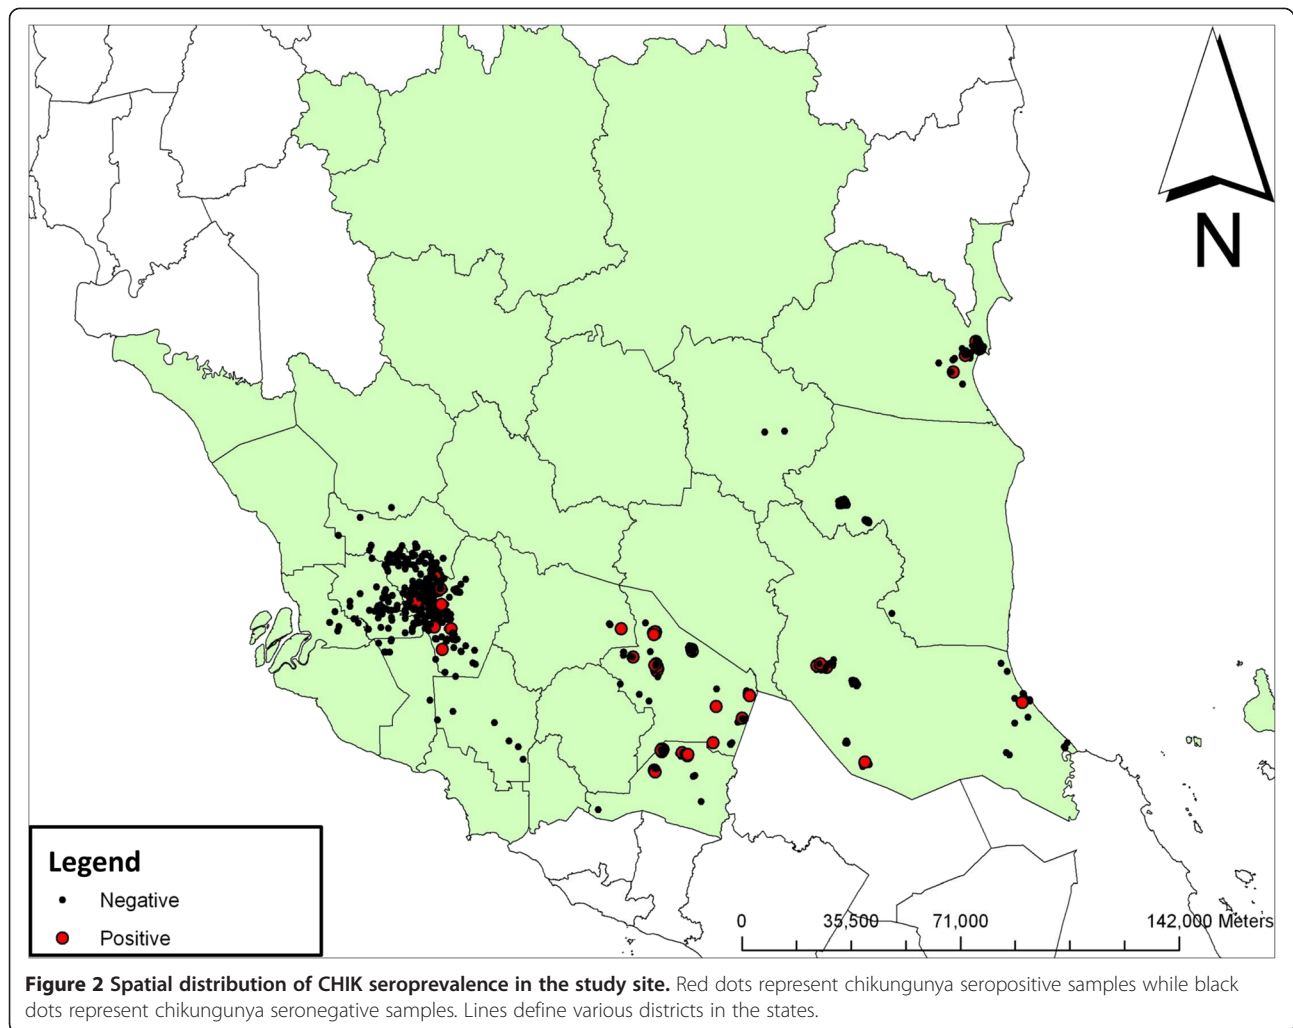 N
Legend
Negative
Positive
0 35,500 71,000 142,000 Meters
Figure 2 Spatial distribution of CHIK seroprevalence in the study site. Red dots represent chikungunya seropositive samples while black
dots represent chikungunya seronegative samples. Lines define various districts in the states.